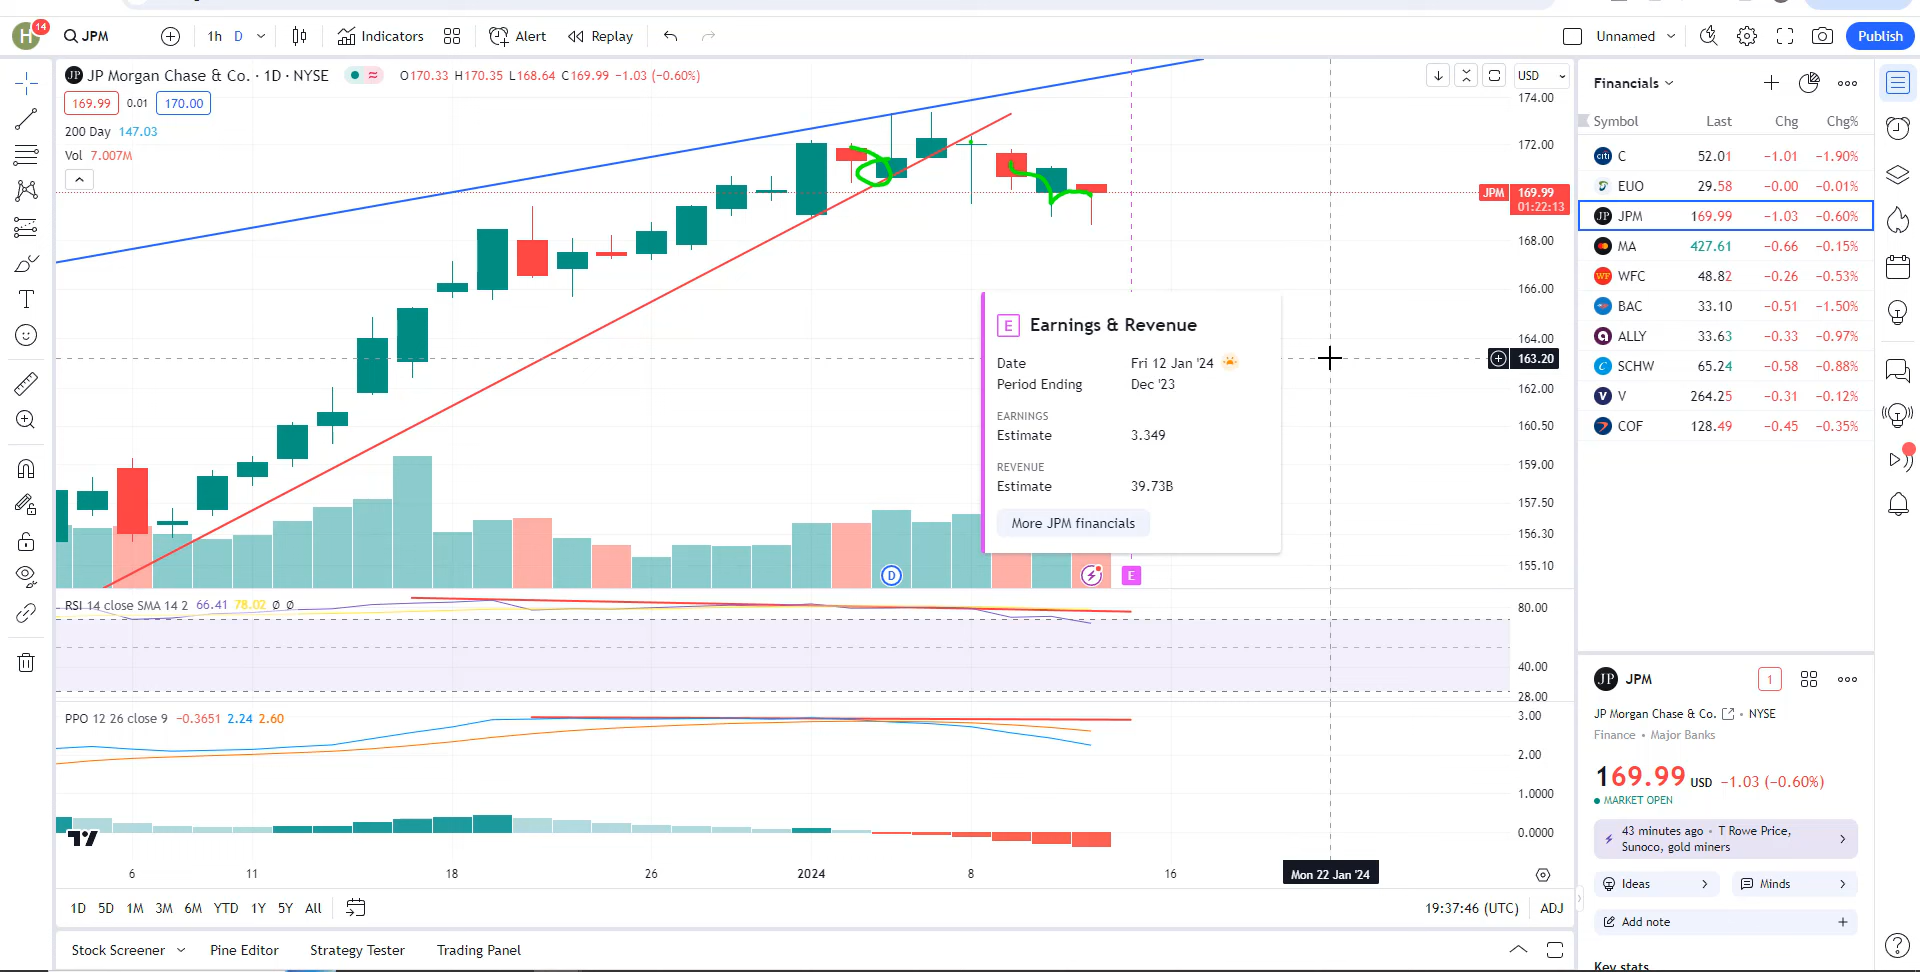 H 14 JPM 1h D Indicators Alert Replay Unnamed Publish
JP JP Morgan Chase & Co. · 1D · NYSE O170.33 H170.35 L168.64 C169.99 −1.03 (−0.60%)
169.99 0.01 170.00
200 Day 147.03
Vol 7.007M
USD
174.00
172.00
JPM 169.99
01:22:13
168.00
166.00
164.00
163.20
162.00
160.50
159.00
157.50
156.30
155.10
E Earnings & Revenue
Date Fri 12 Jan '24
Period Ending Dec '23
EARNINGS
Estimate 3.349
REVENUE
Estimate 39.73B
More JPM financials
D E
RSI 14 close SMA 14 2 66.41 78.02 Ø Ø
80.00
40.00
28.00
PPO 12 26 close 9 −0.3651 2.24 2.60
3.00
2.00
1.0000
0.0000
6 11 18 26 2024 8 16 Mon 22 Jan '24
1D 5D 1M 3M 6M YTD 1Y 5Y All 19:37:46 (UTC) ADJ
Stock Screener Pine Editor Strategy Tester Trading Panel
Financials
Symbol Last Chg Chg%
citi C 52.01 −1.01 −1.90%
EUO 29.58 −0.00 −0.01%
JP JPM 169.99 −1.03 −0.60%
MA 427.61 −0.66 −0.15%
WF WFC 48.82 −0.26 −0.53%
BAC 33.10 −0.51 −1.50%
a ALLY 33.63 −0.33 −0.97%
C SCHW 65.24 −0.58 −0.88%
V V 264.25 −0.31 −0.12%
COF 128.49 −0.45 −0.35%
JP JPM 1
JP Morgan Chase & Co. • NYSE
Finance • Major Banks
169.99 USD −1.03 (−0.60%)
MARKET OPEN
43 minutes ago • T Rowe Price,
Sunoco, gold miners
Ideas Minds
Add note
Key stats